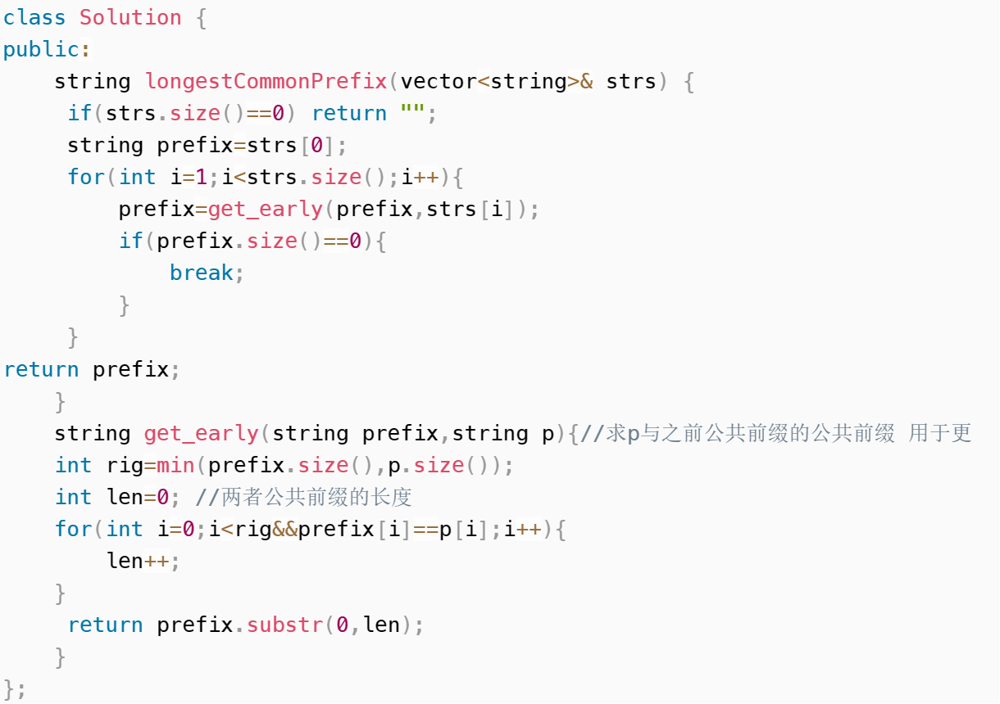 class Solution {
public:
    string longestCommonPrefix(vector<string>& strs) {
     if(strs.size()==0) return "";
     string prefix=strs[0];
     for(int i=1;i<strs.size();i++){
         prefix=get_early(prefix,strs[i]);
         if(prefix.size()==0){
             break;
         }
     }
return prefix;
    }
    string get_early(string prefix,string p){//求p与之前公共前缀的公共前缀 用于更
    int rig=min(prefix.size(),p.size());
    int len=0; //两者公共前缀的长度
    for(int i=0;i<rig&&prefix[i]==p[i];i++){
        len++;
    }
     return prefix.substr(0,len);
    }
};